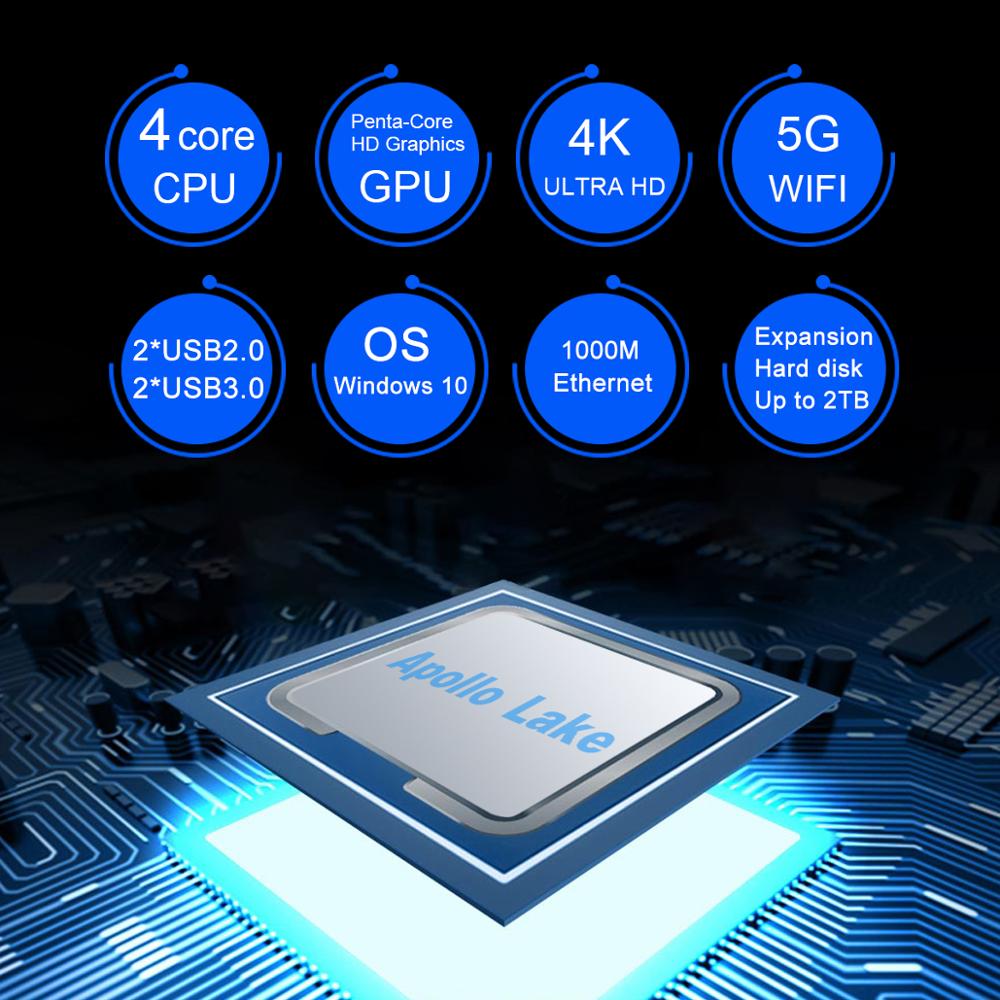 4 core
CPU
Penta-Core
HD Graphics
GPU
4K
ULTRA HD
5G
WIFI
2*USB2.0
2*USB3.0
OS
Windows 10
1000M
Ethernet
Expansion
Hard disk
Up to 2TB
Apollo Lake